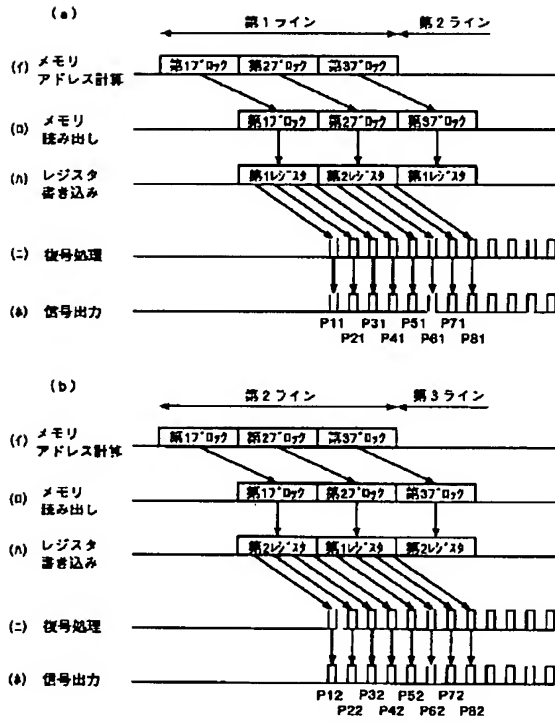 (a)
第1ライン 第2ライン
(イ) メモリ
アドレス計算
第1ブロック 第2ブロック 第3ブロック
(ロ) メモリ
読み出し
第1ブロック 第2ブロック 第3ブロック
(ハ) レジスタ
書き込み
第1レジスタ 第2レジスタ 第1レジスタ
(ニ) 復号処理
(ホ) 信号出力
P11 P31 P51 P71
P21 P41 P61 P81
(b)
第2ライン 第3ライン
(イ) メモリ
アドレス計算
第1ブロック 第2ブロック 第3ブロック
(ロ) メモリ
読み出し
第1ブロック 第2ブロック 第3ブロック
(ハ) レジスタ
書き込み
第2レジスタ 第1レジスタ 第2レジスタ
(ニ) 復号処理
(ホ) 信号出力
P12 P32 P52 P72
P22 P42 P62 P82